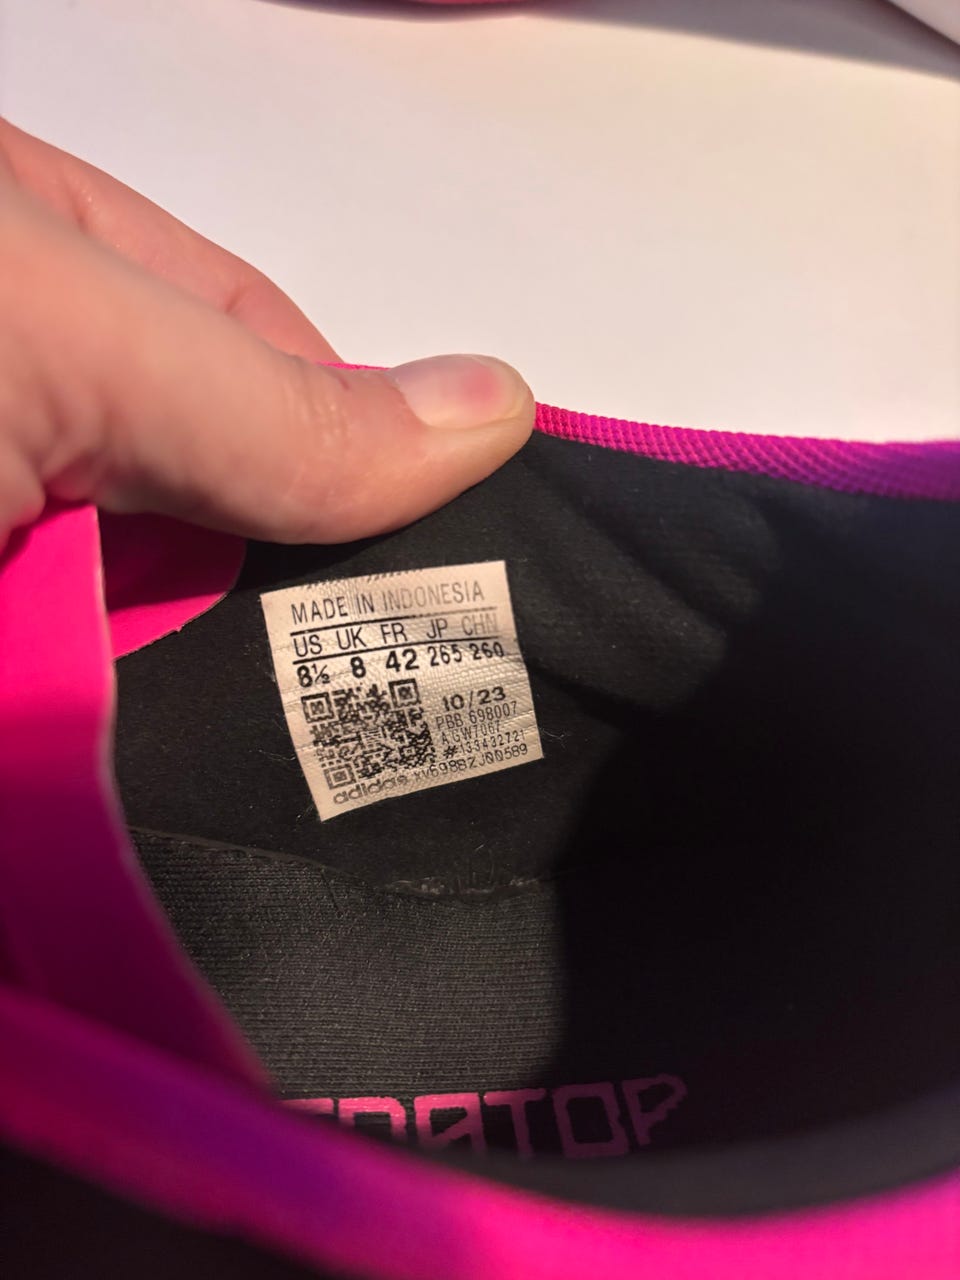 MADE IN INDONESIA
US UK FR JP CHN
8½ 8 42 265 260
10/23
PBB 698007
#133432721
adidas